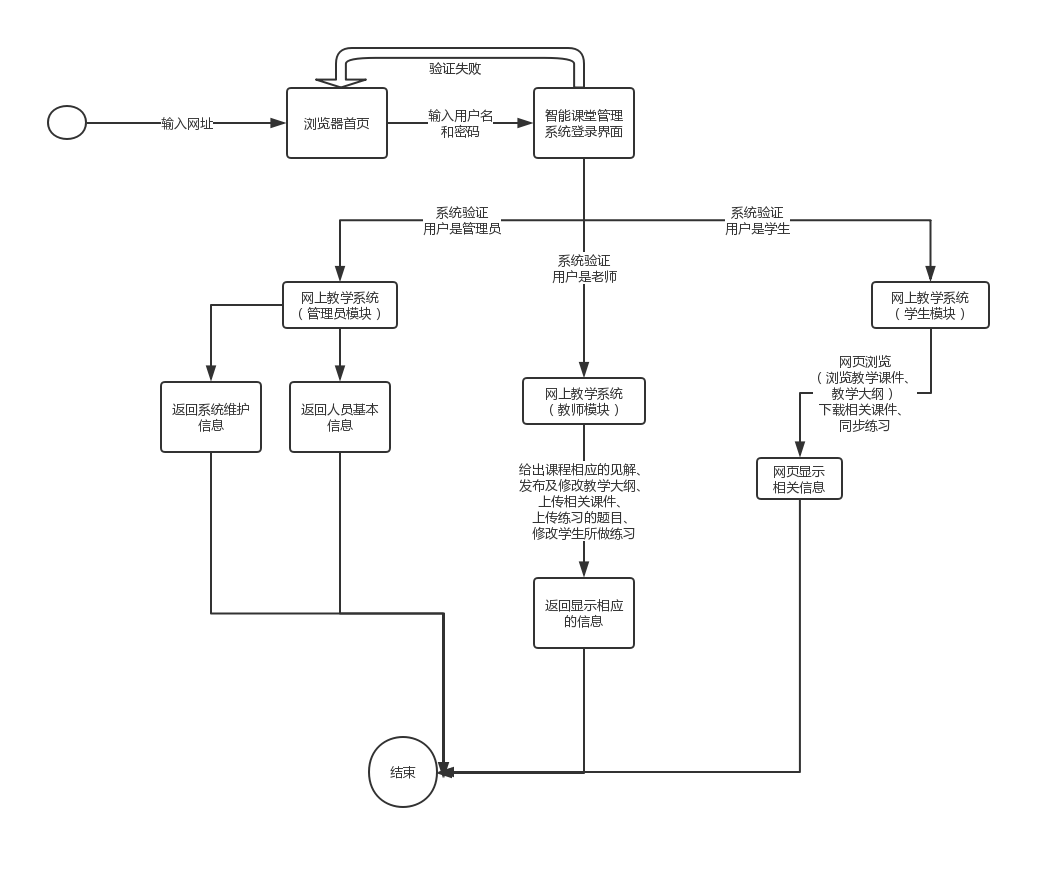 验证失败
输入网址
浏览器首页
输入用户名
和密码
智能课堂管理
系统登录界面
系统验证
用户是管理员
系统验证
用户是老师
系统验证
用户是学生
网上教学系统
（管理员模块）
网上教学系统
（学生模块）
网页浏览
（浏览教学课件、
教学大纲）
下载相关课件、
同步练习
返回系统维护
信息
返回人员基本
信息
网上教学系统
（教师模块）
网页显示
相关信息
给出课程相应的见解、
发布及修改教学大纲、
上传相关课件、
上传练习的题目、
修改学生所做练习
返回显示相应
的信息
结束